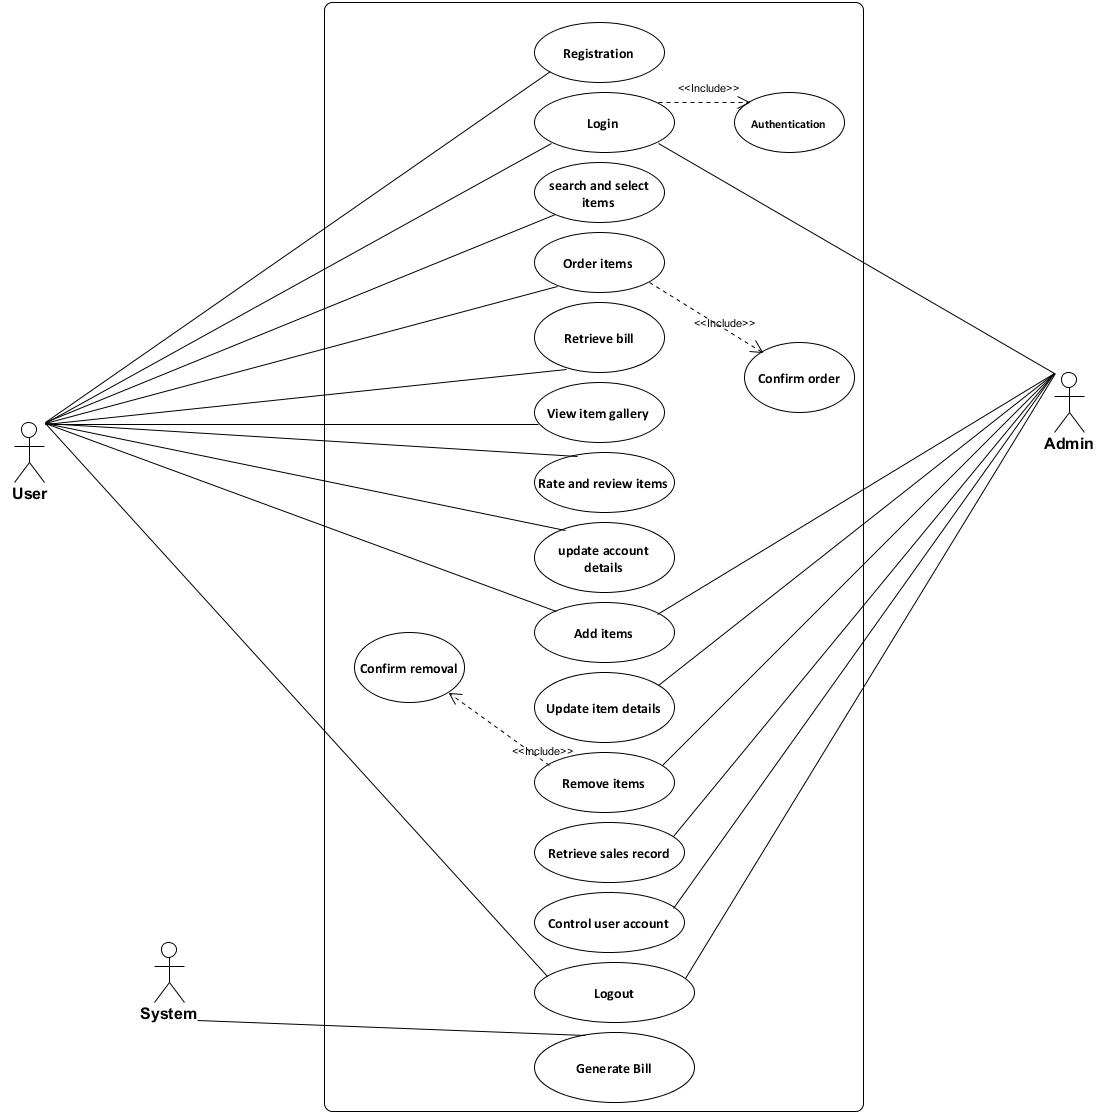 Registration
<<Include>>
Login
Authentication
search and select
items
Order items
<<Include>>
Retrieve bill
Confirm order
View item gallery
Admin
Rate and review items
User
update account
details
Add items
Confirm removal
Update item details
<<Include>>
Remove items
Retrieve sales record
Control user account
Logout
System
Generate Bill